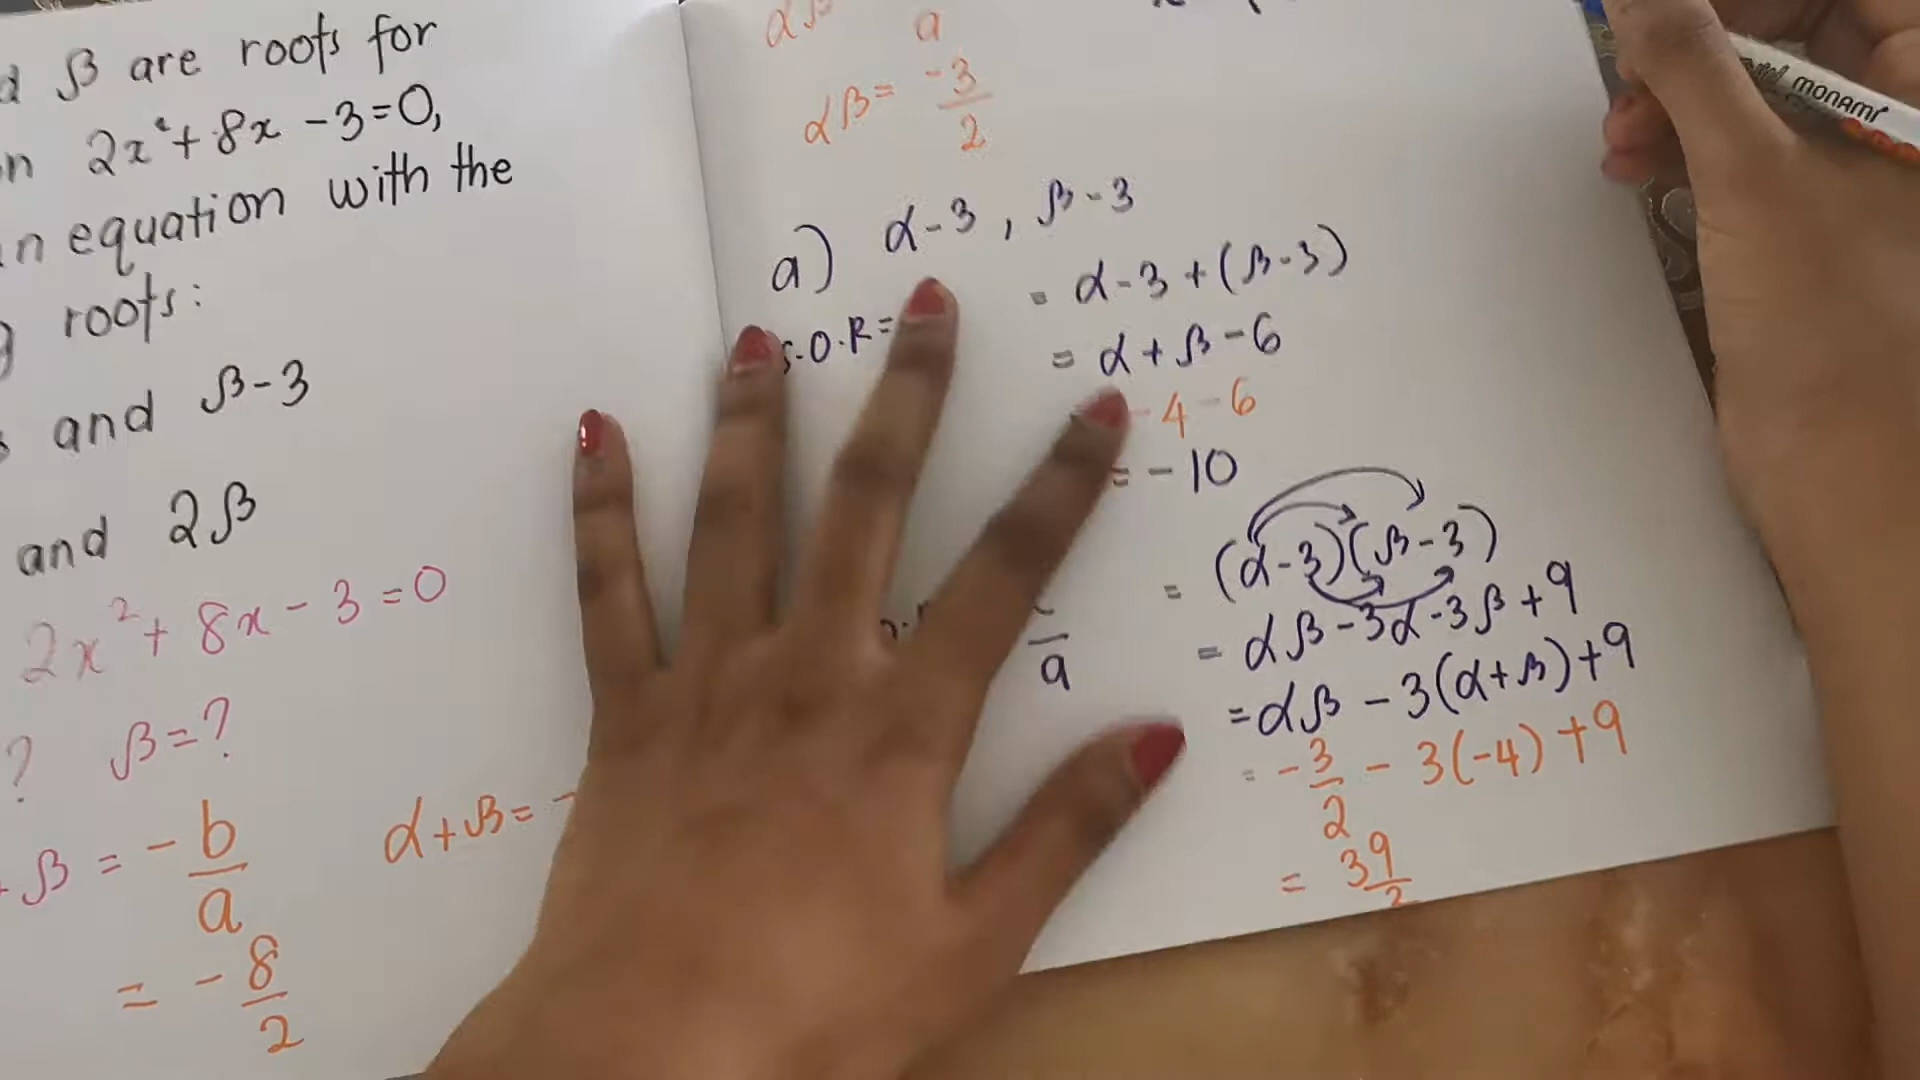 β are roots for
2x²+8x-3=0,
equation with the
roots:
and β-3
and 2β
2x²+8x-3=0
? β=?
β = -b/a
α+β=-
= -8/2
αβ a
αβ= -3/2
a) α-3, β-3
S.O.R= = α-3+(β-3)
= α+β-6
-4-6
= -10
= (α-3)(β-3)
a
= αβ-3α-3β+9
= αβ-3(α+β)+9
= -3/2 - 3(-4)+9
= 39/2
monami